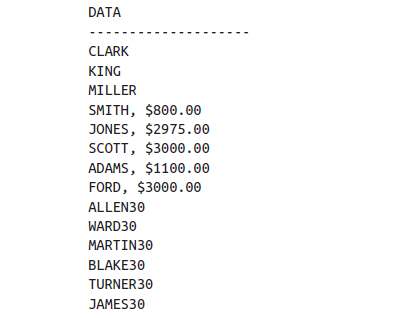 DATA
--------------------
CLARK
KING
MILLER
SMITH, $800.00
JONES, $2975.00
SCOTT, $3000.00
ADAMS, $1100.00
FORD, $3000.00
ALLEN30
WARD30
MARTIN30
BLAKE30
TURNER30
JAMES30